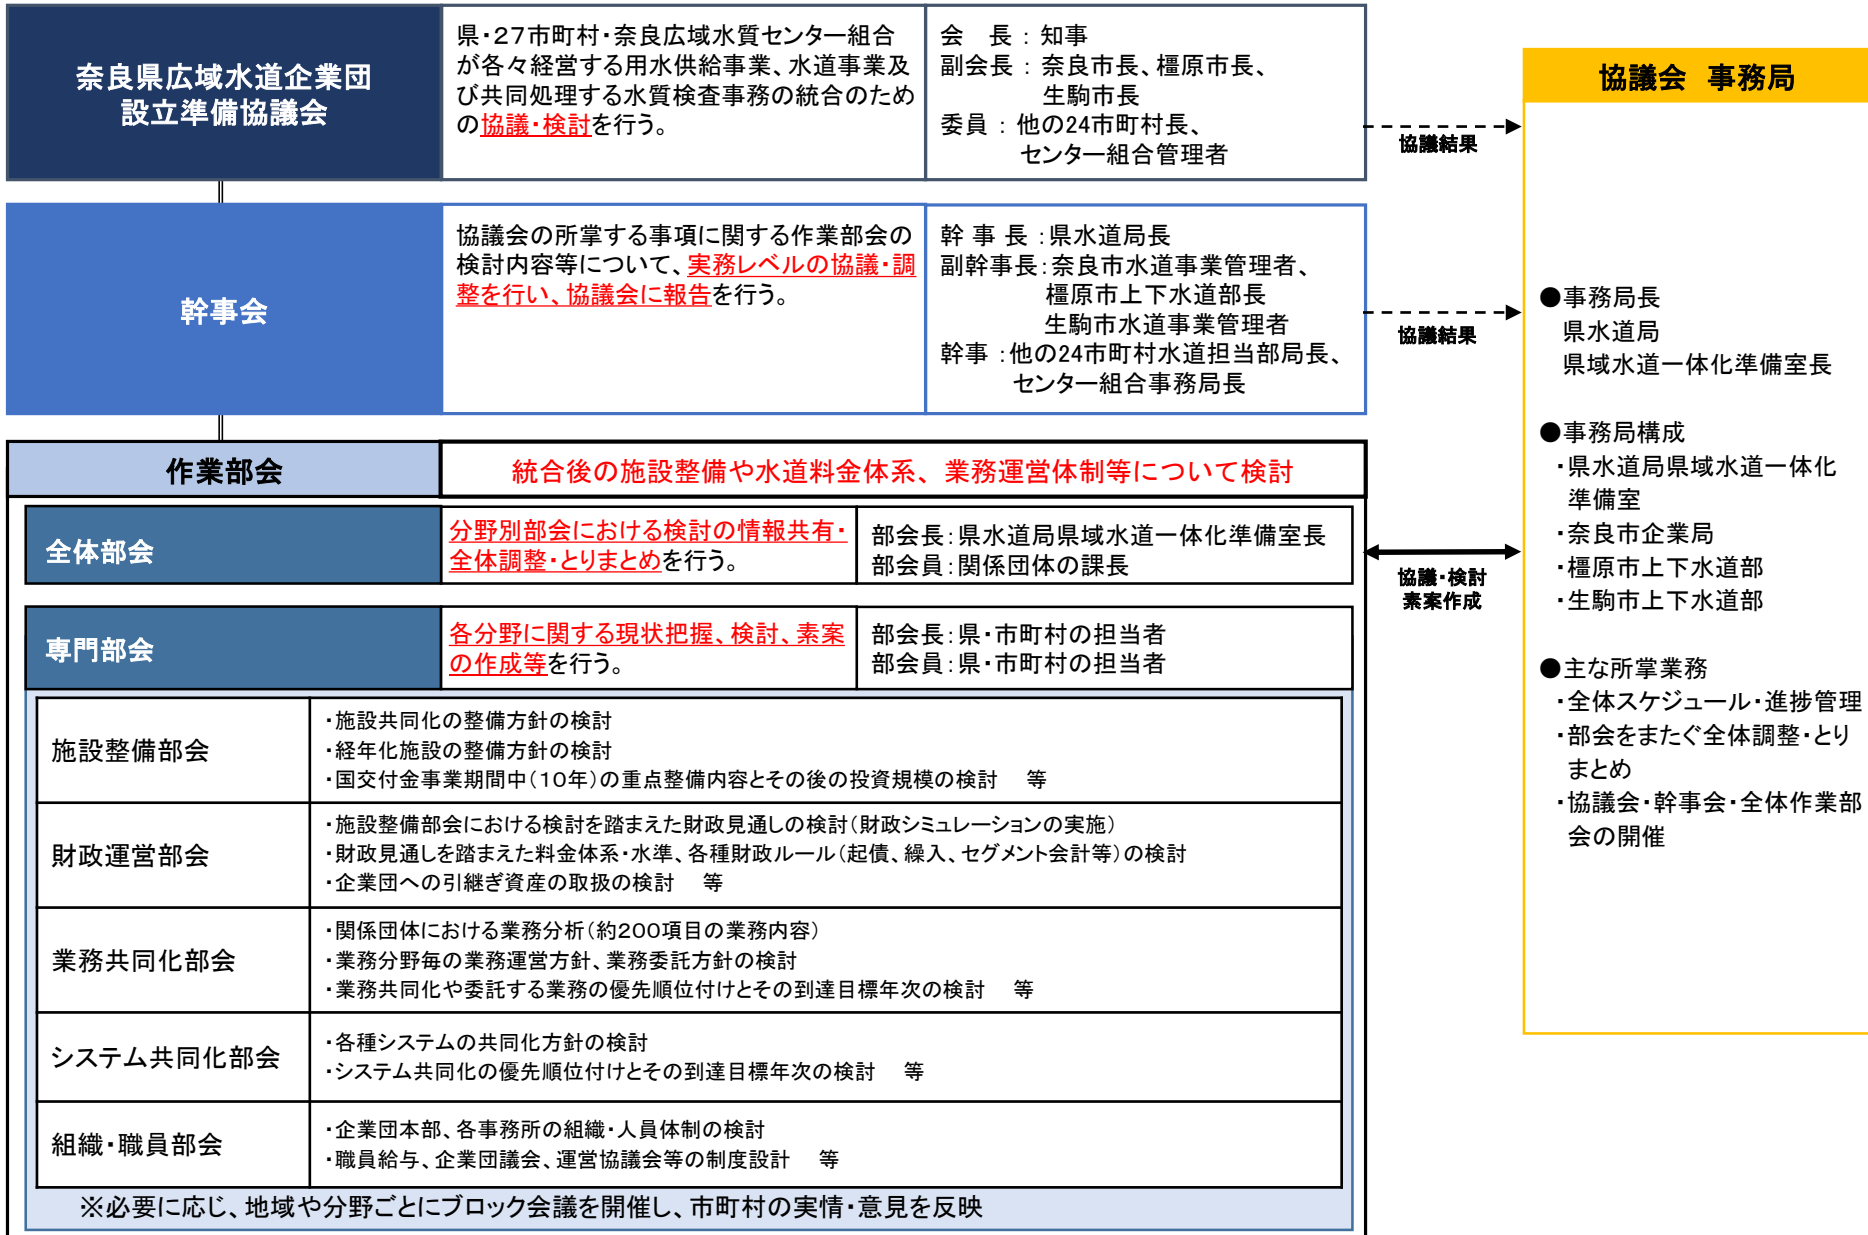 奈良県広域水道企業団
設立準備協議会
県・27市町村・奈良広域水質センター組合
が各々経営する用水供給事業、水道事業及
び共同処理する水質検査事務の統合のため
の協議・検討を行う。
会　長：知事
副会長：奈良市長、橿原市長、
生駒市長
委員：他の24市町村長、
センター組合管理者
協議結果
幹事会
協議会の所掌する事項に関する作業部会の
検討内容等について、実務レベルの協議・調
整を行い、協議会に報告を行う。
幹 事 長：県水道局長
副幹事長：奈良市水道事業管理者、
橿原市上下水道部長
生駒市水道事業管理者
幹事：他の24市町村水道担当部局長、
センター組合事務局長
協議結果
作業部会
統合後の施設整備や水道料金体系、業務運営体制等について検討
全体部会
分野別部会における検討の情報共有・
全体調整・とりまとめを行う。
部会長：県水道局県域水道一体化準備室長
部会員：関係団体の課長
協議・検討
素案作成
専門部会
各分野に関する現状把握、検討、素案
の作成等を行う。
部会長：県・市町村の担当者
部会員：県・市町村の担当者
施設整備部会
・施設共同化の整備方針の検討
・経年化施設の整備方針の検討
・国交付金事業期間中（10年）の重点整備内容とその後の投資規模の検討　等
財政運営部会
・施設整備部会における検討を踏まえた財政見通しの検討（財政シミュレーションの実施）
・財政見通しを踏まえた料金体系・水準、各種財政ルール（起債、繰入、セグメント会計等）の検討
・企業団への引継ぎ資産の取扱の検討　等
業務共同化部会
・関係団体における業務分析（約200項目の業務内容）
・業務分野毎の業務運営方針、業務委託方針の検討
・業務共同化や委託する業務の優先順位付けとその到達目標年次の検討　等
システム共同化部会
・各種システムの共同化方針の検討
・システム共同化の優先順位付けとその到達目標年次の検討　等
組織・職員部会
・企業団本部、各事務所の組織・人員体制の検討
・職員給与、企業団議会、運営協議会等の制度設計　等
※必要に応じ、地域や分野ごとにブロック会議を開催し、市町村の実情・意見を反映
協議会　事務局
●事務局長
県水道局
県域水道一体化準備室長
●事務局構成
・県水道局県域水道一体化
準備室
・奈良市企業局
・橿原市上下水道部
・生駒市上下水道部
●主な所掌業務
・全体スケジュール・進捗管理
・部会をまたぐ全体調整・とり
まとめ
・協議会・幹事会・全体作業部
会の開催